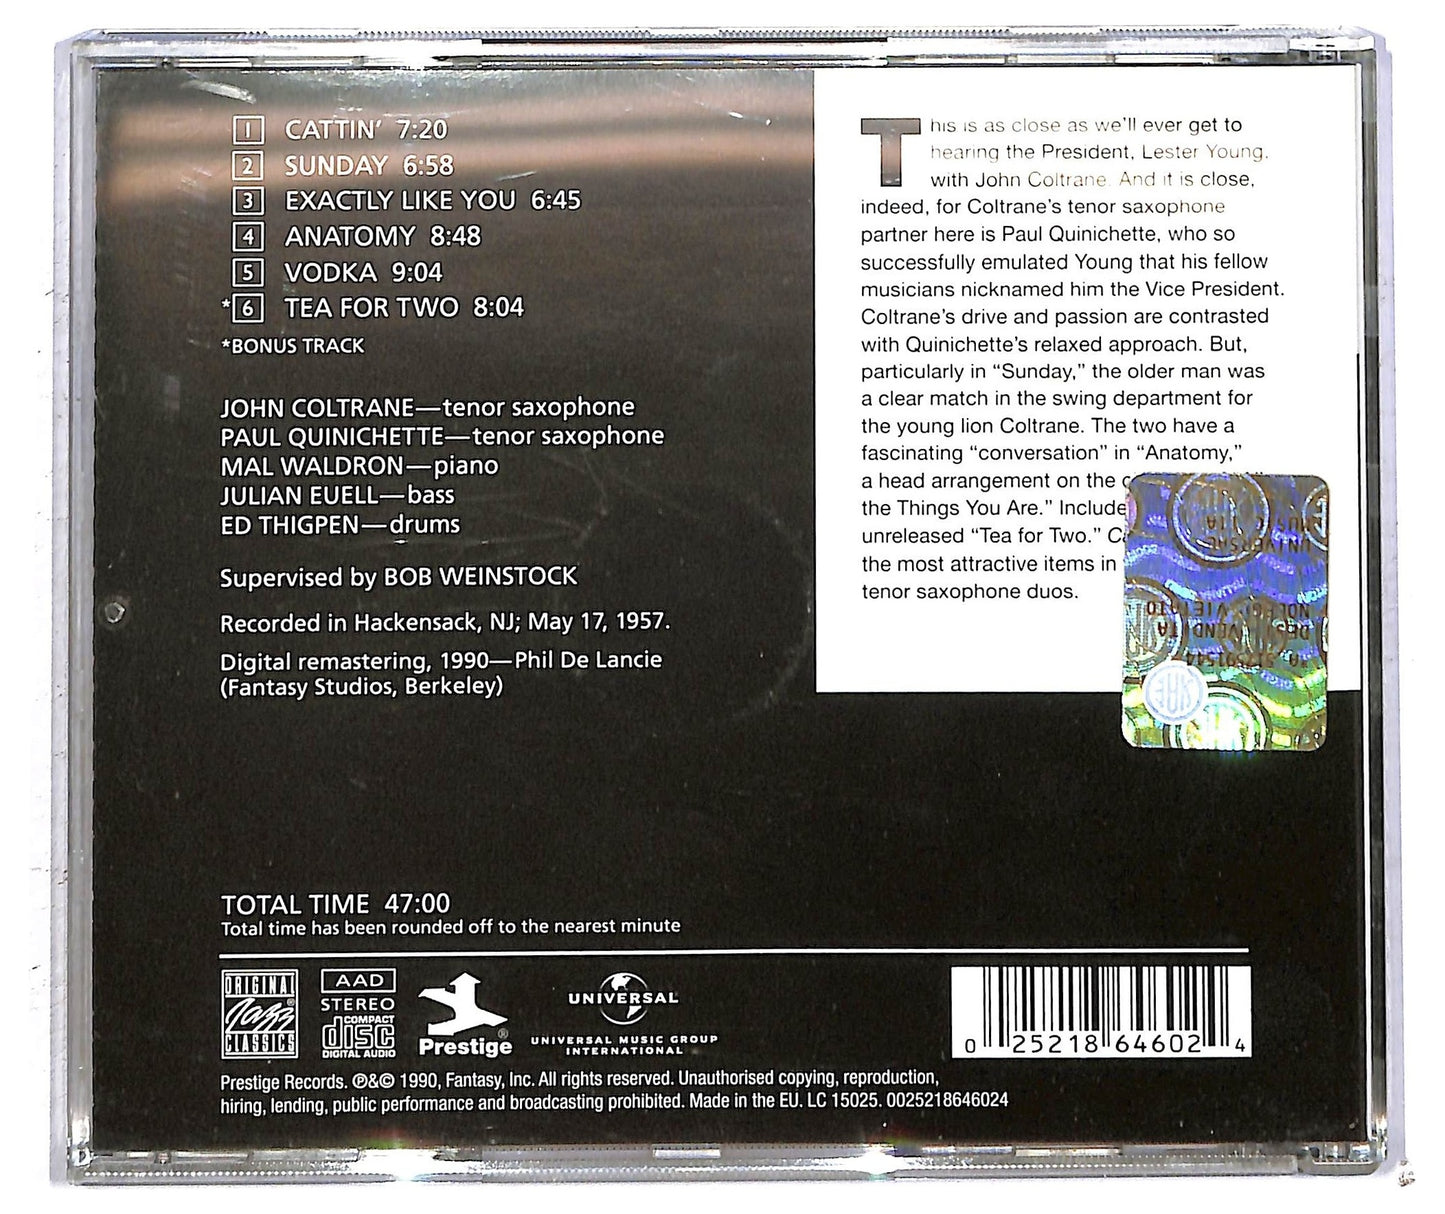 1 CATTIN' 7:20
2 SUNDAY 6:58
3 EXACTLY LIKE YOU 6:45
4 ANATOMY 8:48
5 VODKA 9:04
*6 TEA FOR TWO 8:04
*BONUS TRACK
JOHN COLTRANE—tenor saxophone
PAUL QUINICHETTE—tenor saxophone
MAL WALDRON—piano
JULIAN EUELL—bass
ED THIGPEN—drums
Supervised by BOB WEINSTOCK
Recorded in Hackensack, NJ; May 17, 1957.
Digital remastering, 1990—Phil De Lancie
(Fantasy Studios, Berkeley)
This is as close as we'll ever get to
hearing the President, Lester Young,
with John Coltrane. And it is close,
indeed, for Coltrane's tenor saxophone
partner here is Paul Quinichette, who so
successfully emulated Young that his fellow
musicians nicknamed him the Vice President.
Coltrane's drive and passion are contrasted
with Quinichette's relaxed approach. But,
particularly in “Sunday,” the older man was
a clear match in the swing department for
the young lion Coltrane. The two have a
fascinating “conversation” in “Anatomy,”
a head arrangement on the
the Things You Are.” Include
unreleased “Tea for Two.”
the most attractive items in
tenor saxophone duos.
TOTAL TIME 47:00
Total time has been rounded off to the nearest minute
ORIGINAL
Jazz
CLASSICS
AAD
STEREO
COMPACT
disc
DIGITAL AUDIO
Prestige
UNIVERSAL
UNIVERSAL MUSIC GROUP
INTERNATIONAL
0 25218 64602 4
Prestige Records. ℗&© 1990, Fantasy, Inc. All rights reserved. Unauthorised copying, reproduction,
hiring, lending, public performance and broadcasting prohibited. Made in the EU. LC 15025. 0025218646024